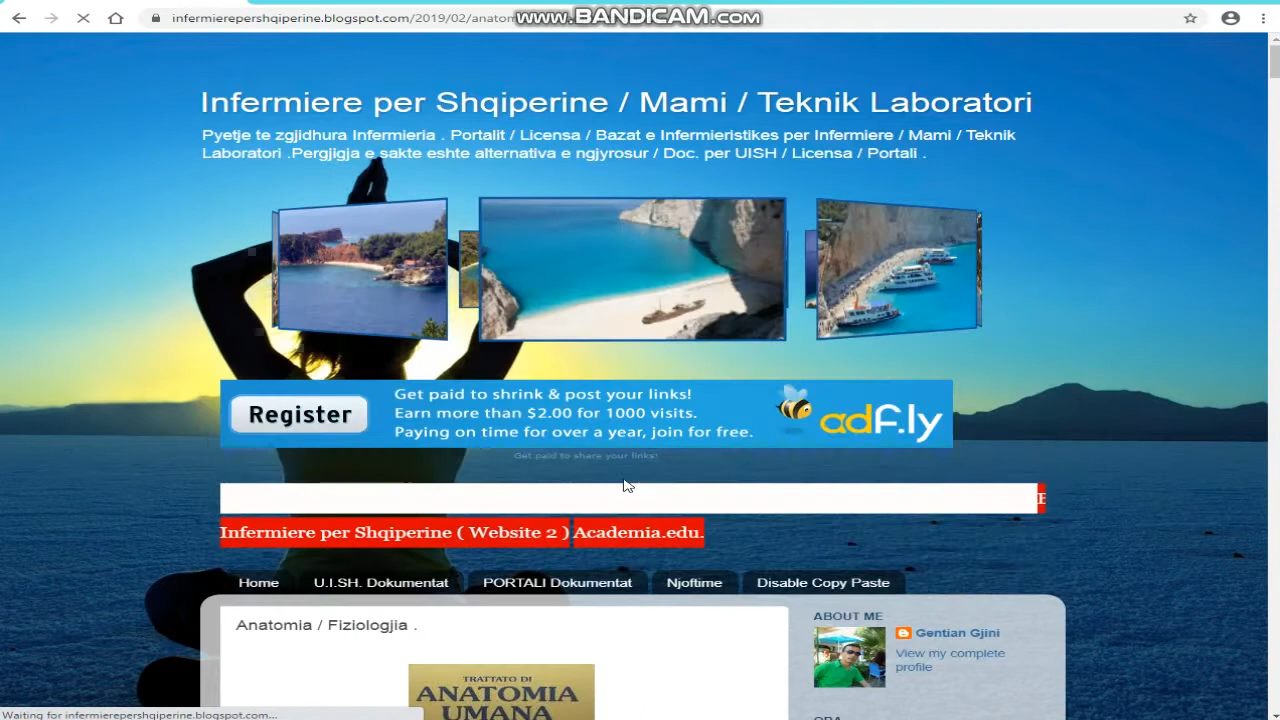 infermierepershqiperine.blogspot.com/2019/02/anatom
www.BANDICAM.com
Infermiere per Shqiperine / Mami / Teknik Laboratori
Pyetje te zgjidhura Infermieria . Portalit / Licensa / Bazat e Infermieristikes per Infermiere / Mami / Teknik
Laboratori .Pergjigja e sakte eshte alternativa e ngjyrosur / Doc. per UISH / Licensa / Portali .
Register
Get paid to shrink & post your links!
Earn more than $2.00 for 1000 visits.
Paying on time for over a year, join for free.
adf.ly
Get paid to share your links!
Infermiere per Shqiperine ( Website 2 ) Academia.edu.
Home U.I.SH. Dokumentat PORTALI Dokumentat Njoftime Disable Copy Paste
Anatomia / Fiziologjia .
TRATTATO DI
ANATOMIA
UMANA
ABOUT ME
Gentian Gjini
View my complete
profile
Waiting for infermierepershqiperine.blogspot.com...